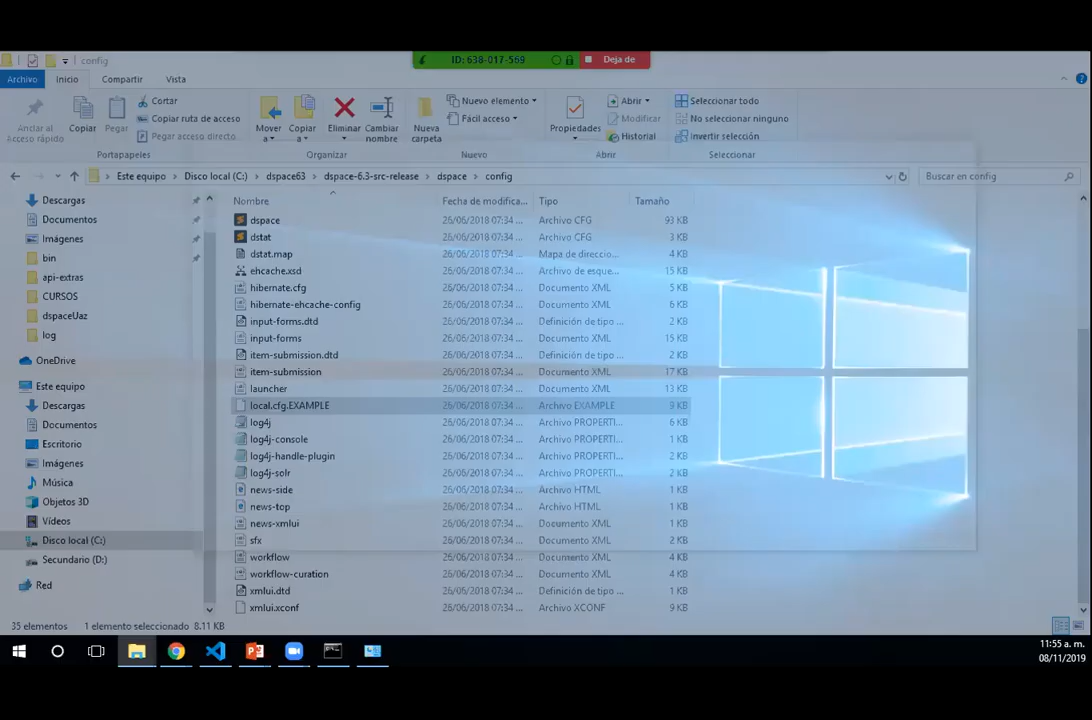 config
ID: 638-017-569 Deja de
Archivo Inicio Compartir Vista
Anclar al Acceso rápido
Copiar
Pegar
Cortar
Copiar ruta de acceso
Pegar acceso directo
Portapapeles
Mover a
Copiar a
Eliminar
Cambiar nombre
Organizar
Nueva carpeta
Nuevo elemento
Fácil acceso
Nuevo
Propiedades
Abrir
Modificar
Historial
Abrir
Seleccionar todo
No seleccionar ninguno
Invertir selección
Seleccionar
Este equipo > Disco local (C:) > dspace63 > dspace-6.3-src-release > dspace > config
Buscar en config
Descargas
Documentos
Imágenes
bin
api-extras
CURSOS
dspaceUaz
log
OneDrive
Este equipo
Descargas
Documentos
Escritorio
Imágenes
Música
Objetos 3D
Vídeos
Disco local (C:)
Secundario (D:)
Red
Nombre Fecha de modifica... Tipo Tamaño
dspace 26/06/2018 07:34 ... Archivo CFG 93 KB
dstat 26/06/2018 07:34 ... Archivo CFG 3 KB
dstat.map 26/06/2018 07:34 ... Mapa de direccio... 4 KB
ehcache.xsd 26/06/2018 07:34 ... Archivo de esque... 15 KB
hibernate.cfg 26/06/2018 07:34 ... Documento XML 5 KB
hibernate-ehcache-config 26/06/2018 07:34 ... Documento XML 6 KB
input-forms.dtd 26/06/2018 07:34 ... Definición de tipo ... 2 KB
input-forms 26/06/2018 07:34 ... Documento XML 15 KB
item-submission.dtd 26/06/2018 07:34 ... Definición de tipo ... 2 KB
item-submission 26/06/2018 07:34 ... Documento XML 17 KB
launcher 26/06/2018 07:34 ... Documento XML 13 KB
local.cfg.EXAMPLE 26/06/2018 07:34 ... Archivo EXAMPLE 9 KB
log4j 26/06/2018 07:34 ... Archivo PROPERTI... 6 KB
log4j-console 26/06/2018 07:34 ... Archivo PROPERTI... 1 KB
log4j-handle-plugin 26/06/2018 07:34 ... Archivo PROPERTI... 2 KB
log4j-solr 26/06/2018 07:34 ... Archivo PROPERTI... 2 KB
news-side 26/06/2018 07:34 ... Archivo HTML 1 KB
news-top 26/06/2018 07:34 ... Archivo HTML 1 KB
news-xmlui 26/06/2018 07:34 ... Documento XML 1 KB
sfx 26/06/2018 07:34 ... Documento XML 2 KB
workflow 26/06/2018 07:34 ... Documento XML 4 KB
workflow-curation 26/06/2018 07:34 ... Documento XML 4 KB
xmlui.dtd 26/06/2018 07:34 ... Definición de tipo ... 1 KB
xmlui.xconf 26/06/2018 07:34 ... Archivo XCONF 9 KB
35 elementos 1 elemento seleccionado 8.11 KB
11:55 a. m.
08/11/2019